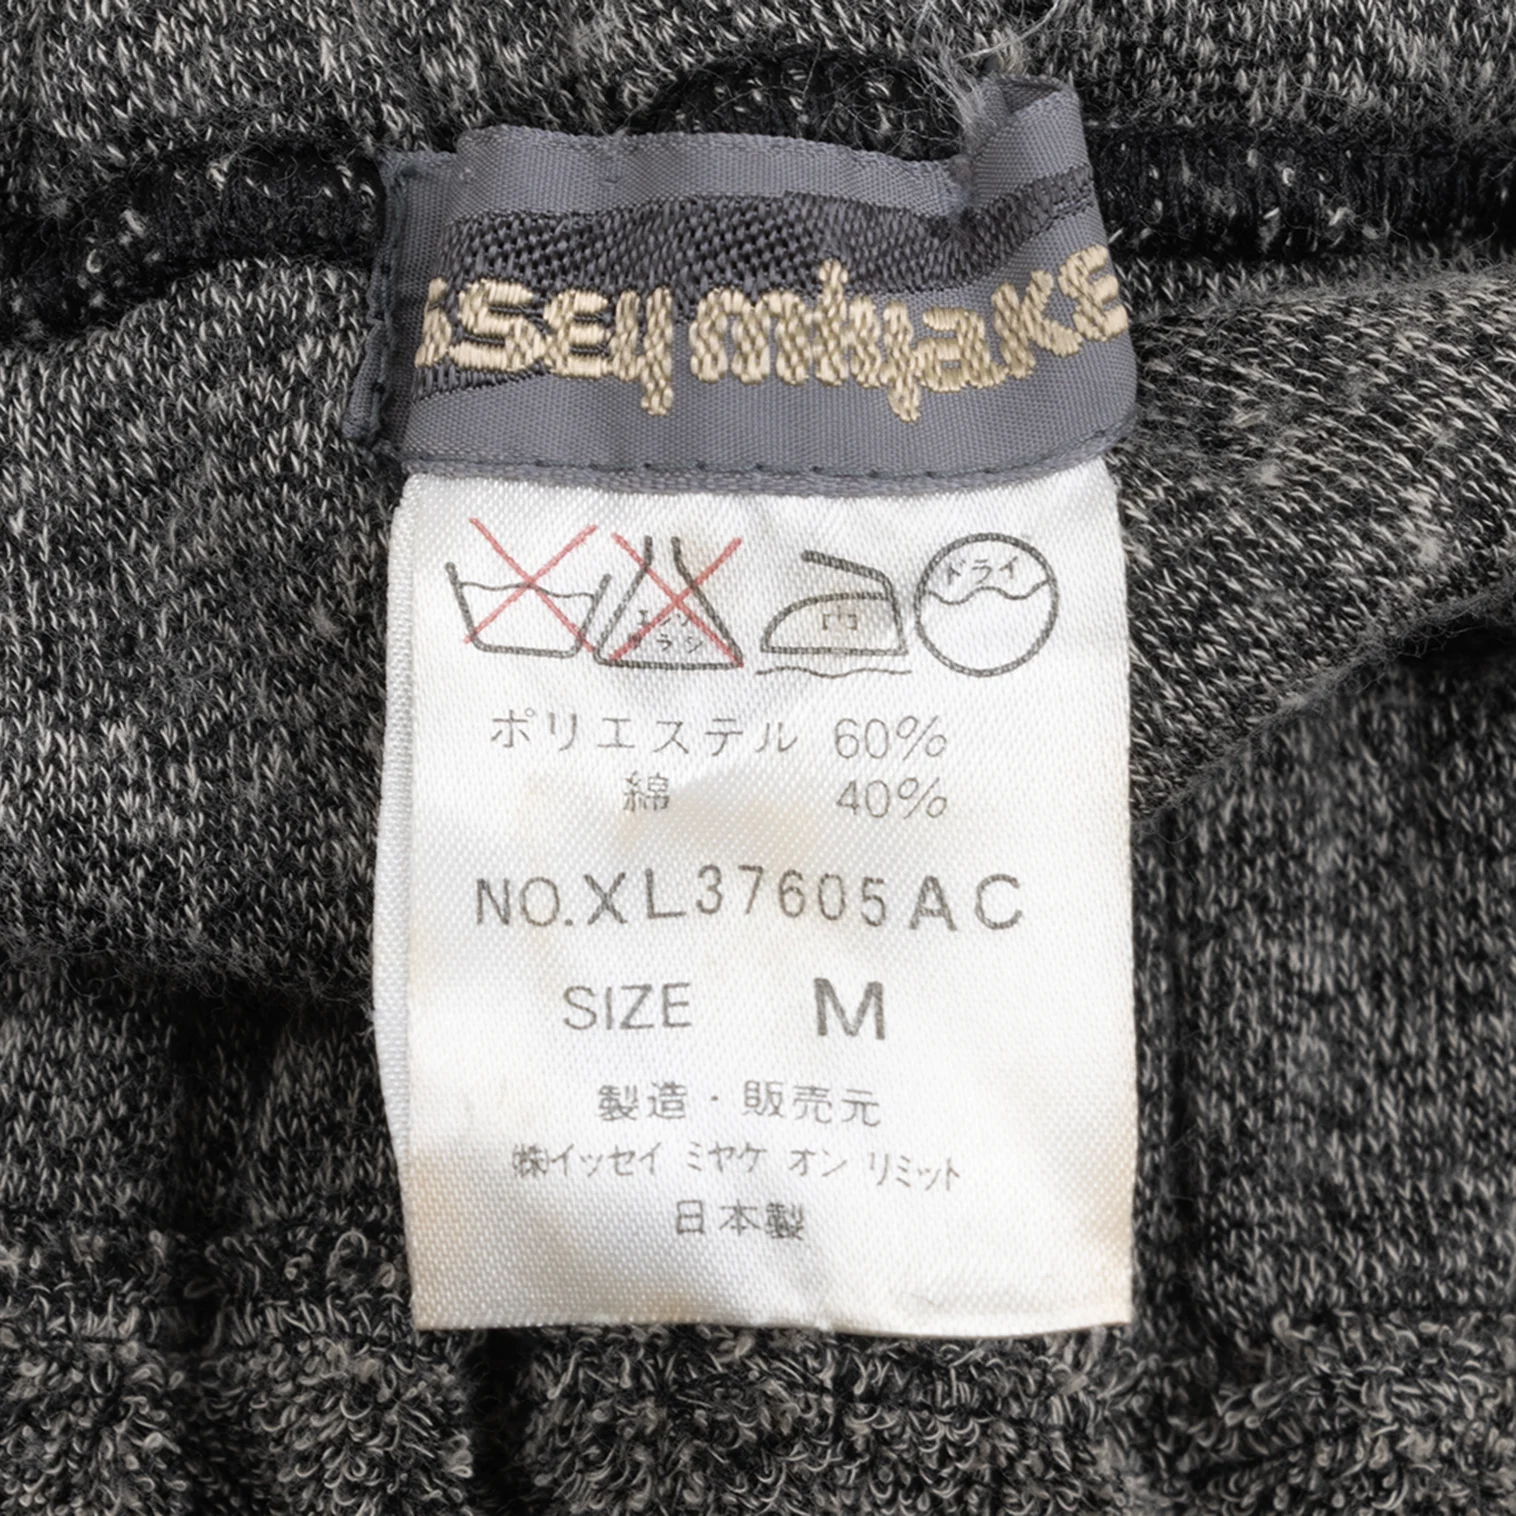 issey miyake
エンソ
サラシ
ドライ
ポリエステル 60%
綿 40%
NO.XL37605AC
SIZE M
製造・販売元
㈱イッセイ ミヤケ オン リミット
日本製